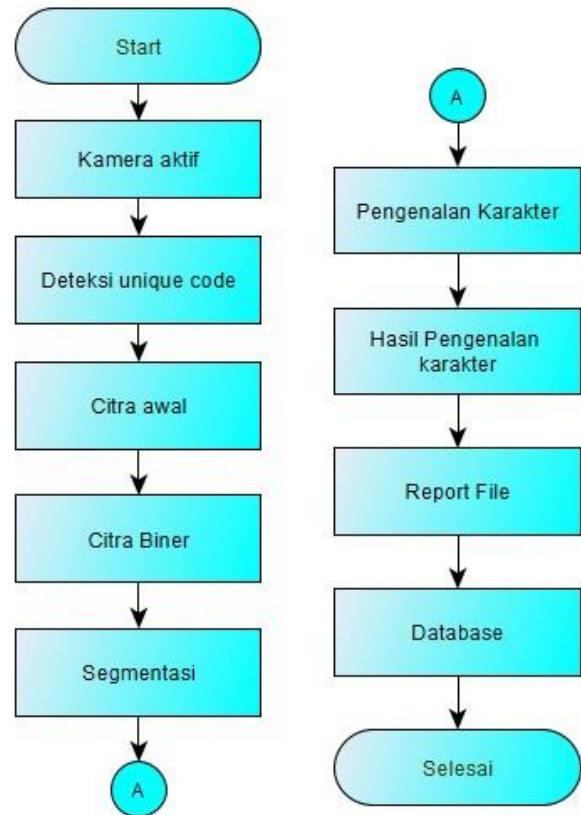 Start
Kamera aktif
Deteksi unique code
Citra awal
Citra Biner
Segmentasi
A
A
Pengenalan Karakter
Hasil Pengenalan
karakter
Report File
Database
Selesai